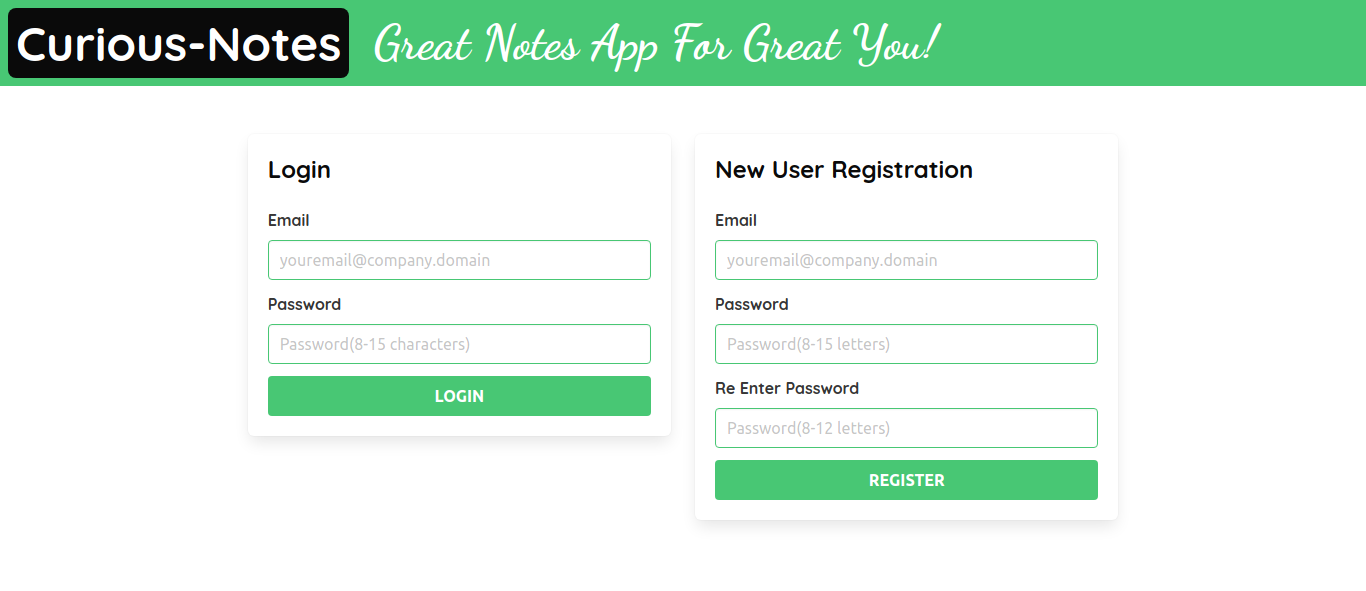 Curious-Notes Great Notes App For Great You!
Login
Email
youremail@company.domain
Password
Password(8-15 characters)
LOGIN
New User Registration
Email
youremail@company.domain
Password
Password(8-15 letters)
Re Enter Password
Password(8-12 letters)
REGISTER